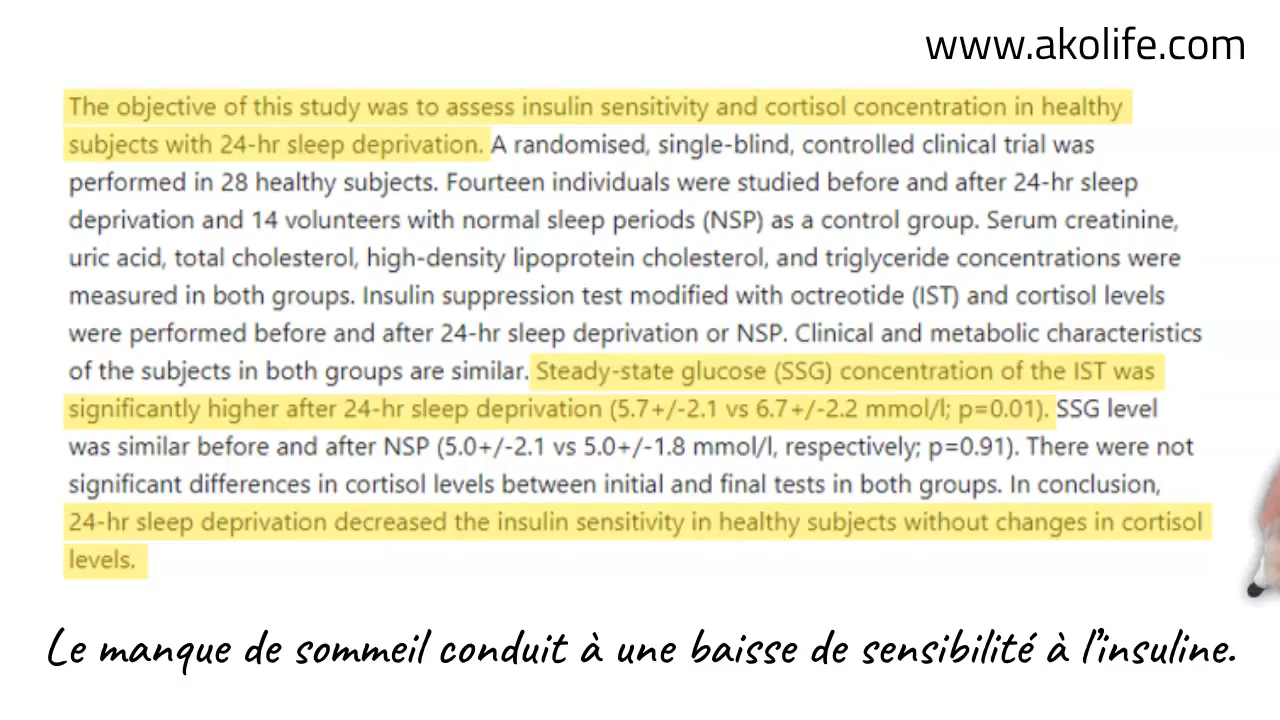 www.akolife.com
The objective of this study was to assess insulin sensitivity and cortisol concentration in healthy
subjects with 24-hr sleep deprivation. A randomised, single-blind, controlled clinical trial was
performed in 28 healthy subjects. Fourteen individuals were studied before and after 24-hr sleep
deprivation and 14 volunteers with normal sleep periods (NSP) as a control group. Serum creatinine,
uric acid, total cholesterol, high-density lipoprotein cholesterol, and triglyceride concentrations were
measured in both groups. Insulin suppression test modified with octreotide (IST) and cortisol levels
were performed before and after 24-hr sleep deprivation or NSP. Clinical and metabolic characteristics
of the subjects in both groups are similar. Steady-state glucose (SSG) concentration of the IST was
significantly higher after 24-hr sleep deprivation (5.7+/-2.1 vs 6.7+/-2.2 mmol/l; p=0.01). SSG level
was similar before and after NSP (5.0+/-2.1 vs 5.0+/-1.8 mmol/l, respectively; p=0.91). There were not
significant differences in cortisol levels between initial and final tests in both groups. In conclusion,
24-hr sleep deprivation decreased the insulin sensitivity in healthy subjects without changes in cortisol
levels.
Le manque de sommeil conduit à une baisse de sensibilité à l'insuline.